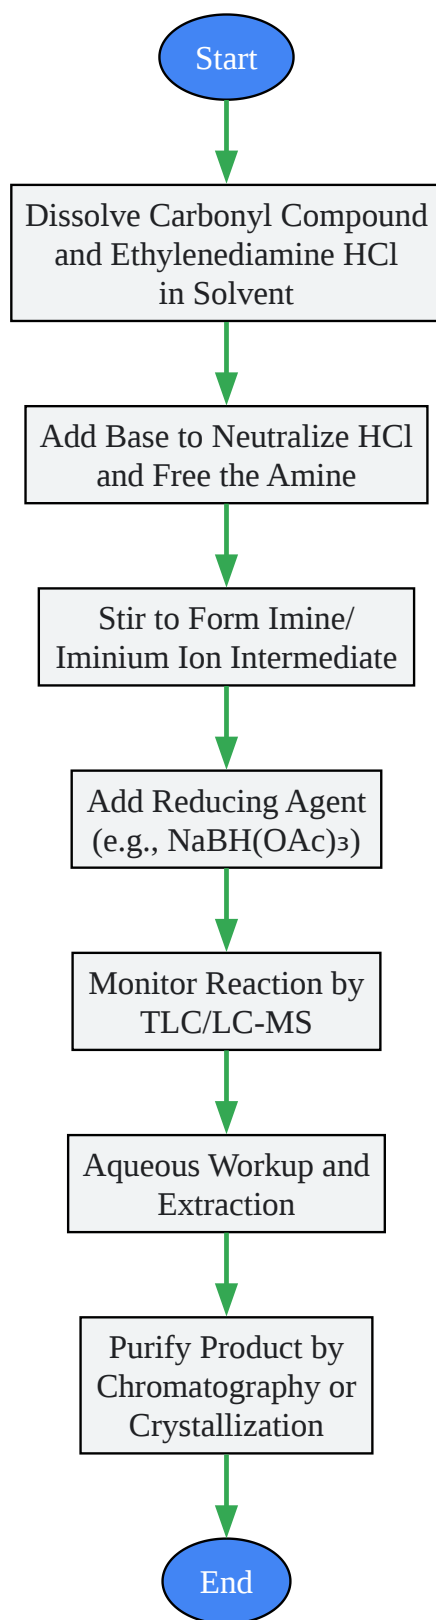 Start
Dissolve Carbonyl Compound
and Ethylenediamine HCl
in Solvent
Add Base to Neutralize HCl
and Free the Amine
Stir to Form Imine/
Iminium Ion Intermediate
Add Reducing Agent
(e.g., NaBH(OAc)₃)
Monitor Reaction by
TLC/LC-MS
Aqueous Workup and
Extraction
Purify Product by
Chromatography or
Crystallization
End